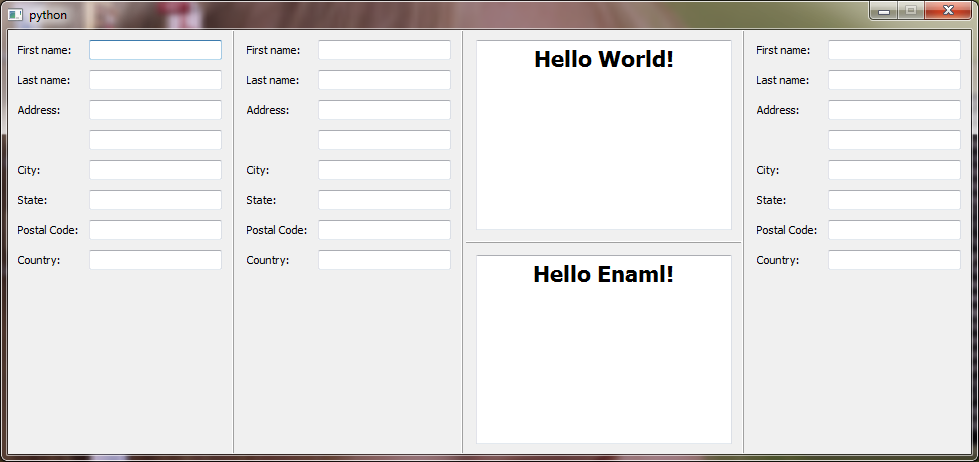 python
First name:
Last name:
Address:
City:
State:
Postal Code:
Country:
First name:
Last name:
Address:
City:
State:
Postal Code:
Country:
Hello World!
Hello Enaml!
First name:
Last name:
Address:
City:
State:
Postal Code:
Country: